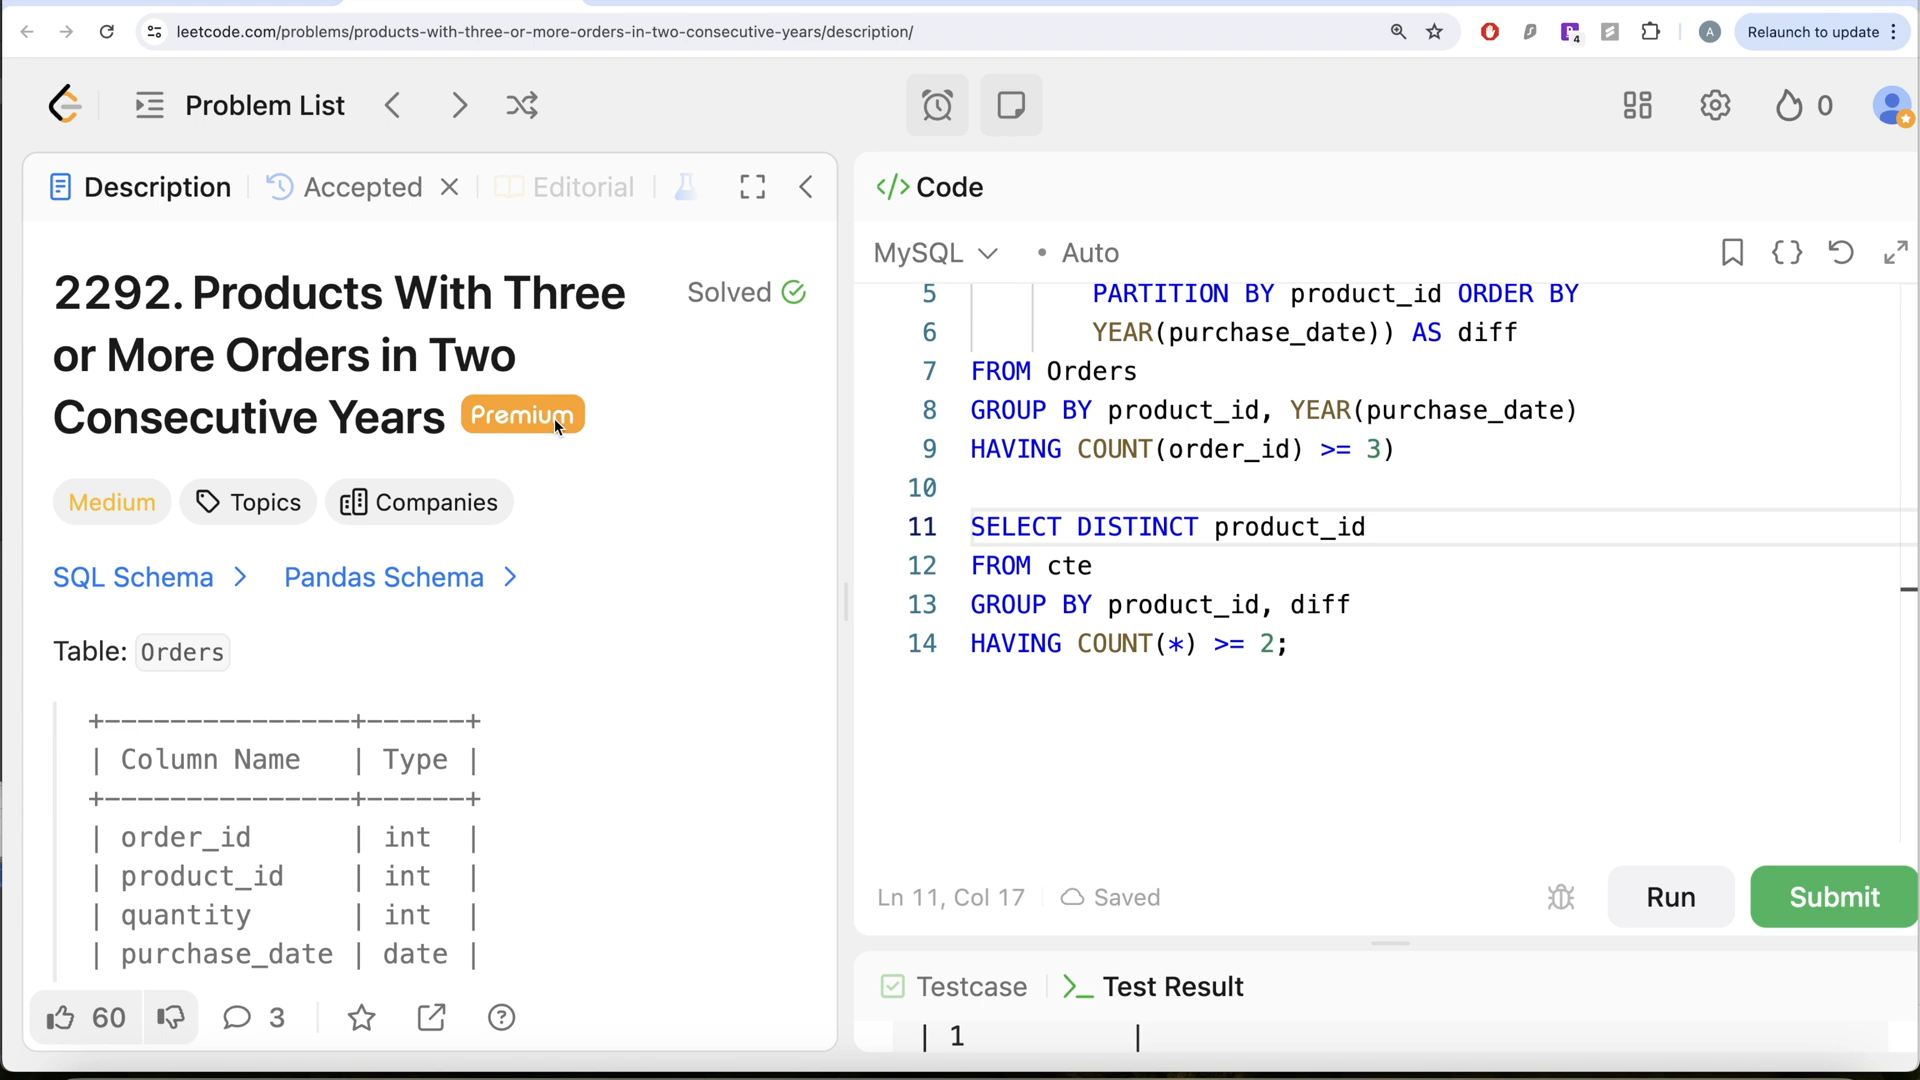 leetcode.com/problems/products-with-three-or-more-orders-in-two-consecutive-years/description/
4
A
Relaunch to update
Problem List
0
Description
Accepted
Editorial
2292. Products With Three
or More Orders in Two
Consecutive Years
Premium
Solved
Medium
Topics
Companies
SQL Schema
Pandas Schema
Table: Orders
+---------------+------+
| Column Name   | Type |
+---------------+------+
| order_id      | int  |
| product_id    | int  |
| quantity      | int  |
| purchase_date | date |
60
3
</> Code
MySQL
• Auto
5 PARTITION BY product_id ORDER BY
6 YEAR(purchase_date)) AS diff
7 FROM Orders
8 GROUP BY product_id, YEAR(purchase_date)
9 HAVING COUNT(order_id) >= 3)
10
11 SELECT DISTINCT product_id
12 FROM cte
13 GROUP BY product_id, diff
14 HAVING COUNT(*) >= 2;
Ln 11, Col 17
Saved
Run
Submit
Testcase
>_ Test Result
| 1 |